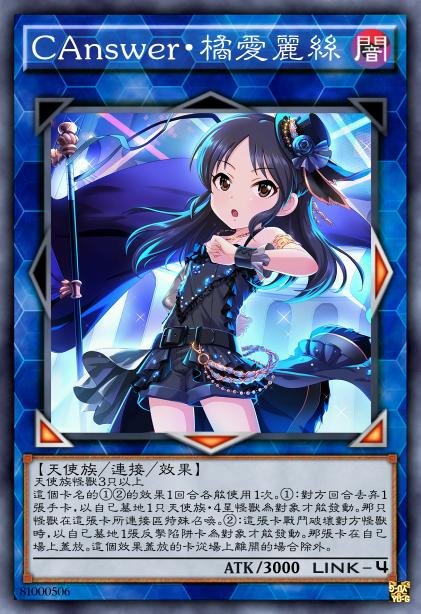 CAnswer・橘愛麗絲
闇
【天使族/連接/效果】
天使族怪獸3只以上
這個卡名的①②的效果1回合各能使用1次。①:對方回合丟弃1
張手卡,以自己墓地1只天使族・4星怪獸為對象才能發動。那只
怪獸在這張卡所連接區特殊召喚。②:這張卡戰鬥破壞對方怪獸
時,以自己墓地1張反擊陷阱卡為對象才能發動。那張卡在自己
場上蓋放。這個效果蓋放的卡從場上離開的場合除外。
ATK/3000 LINK-4
81000506